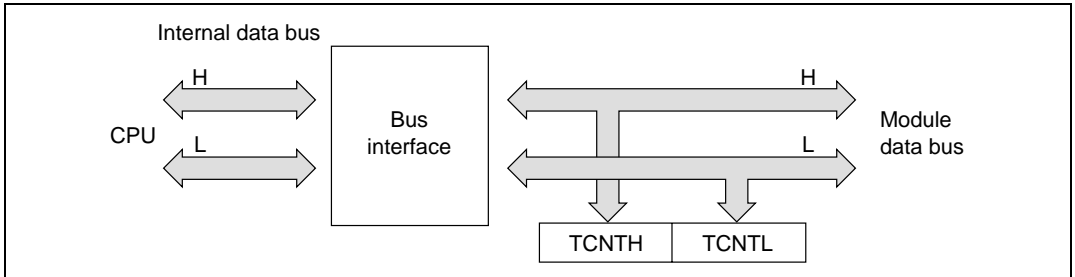 Internal data bus
H
H
CPU
Bus
interface
Module
data bus
L
L
TCNTH
TCNTL